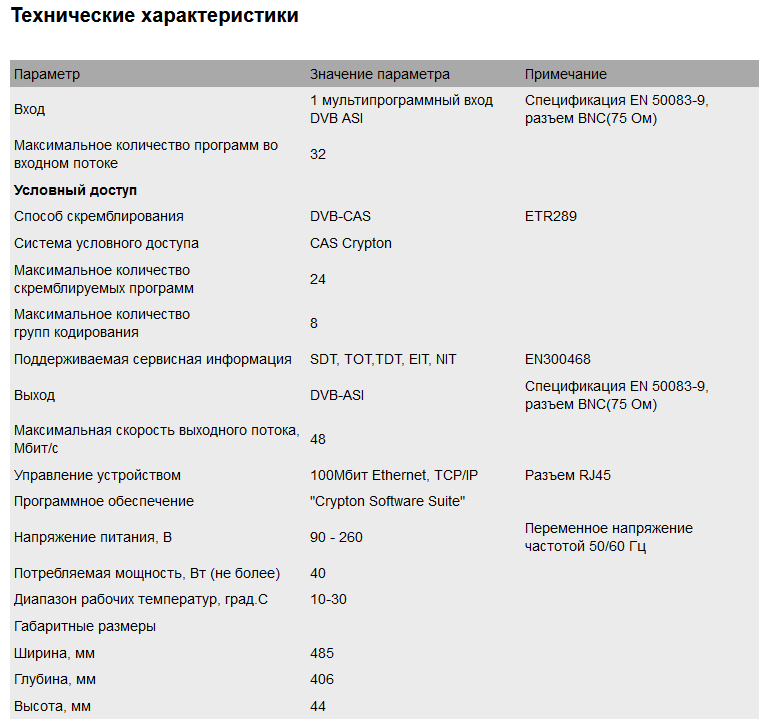 Технические характеристики
Параметр Значение параметра Примечание
Вход 1 мультипрограммный вход DVB ASI Спецификация EN 50083-9, разъем BNC(75 Ом)
Максимальное количество программ во входном потоке 32
Условный доступ
Способ скремблирования DVB-CAS ETR289
Система условного доступа CAS Crypton
Максимальное количество скремблируемых программ 24
Максимальное количество групп кодирования 8
Поддерживаемая сервисная информация SDT, TOT,TDT, EIT, NIT EN300468
Выход DVB-ASI Спецификация EN 50083-9, разъем BNC(75 Ом)
Максимальная скорость выходного потока, Мбит/с 48
Управление устройством 100Мбит Ethernet, TCP/IP Разъем RJ45
Программное обеспечение "Crypton Software Suite"
Напряжение питания, В 90 - 260 Переменное напряжение частотой 50/60 Гц
Потребляемая мощность, Вт (не более) 40
Диапазон рабочих температур, град.С 10-30
Габаритные размеры
Ширина, мм 485
Глубина, мм 406
Высота, мм 44